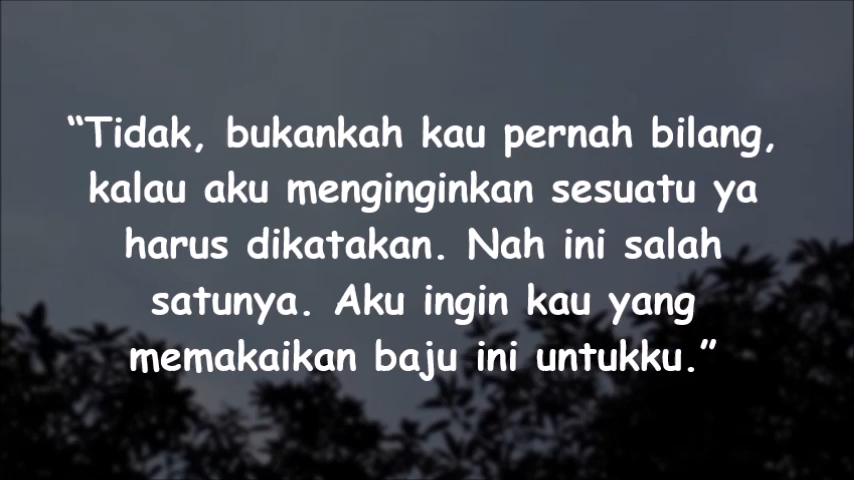 “Tidak, bukankah kau pernah bilang,
kalau aku menginginkan sesuatu ya
harus dikatakan. Nah ini salah
satunya. Aku ingin kau yang
memakaikan baju ini untukku.”